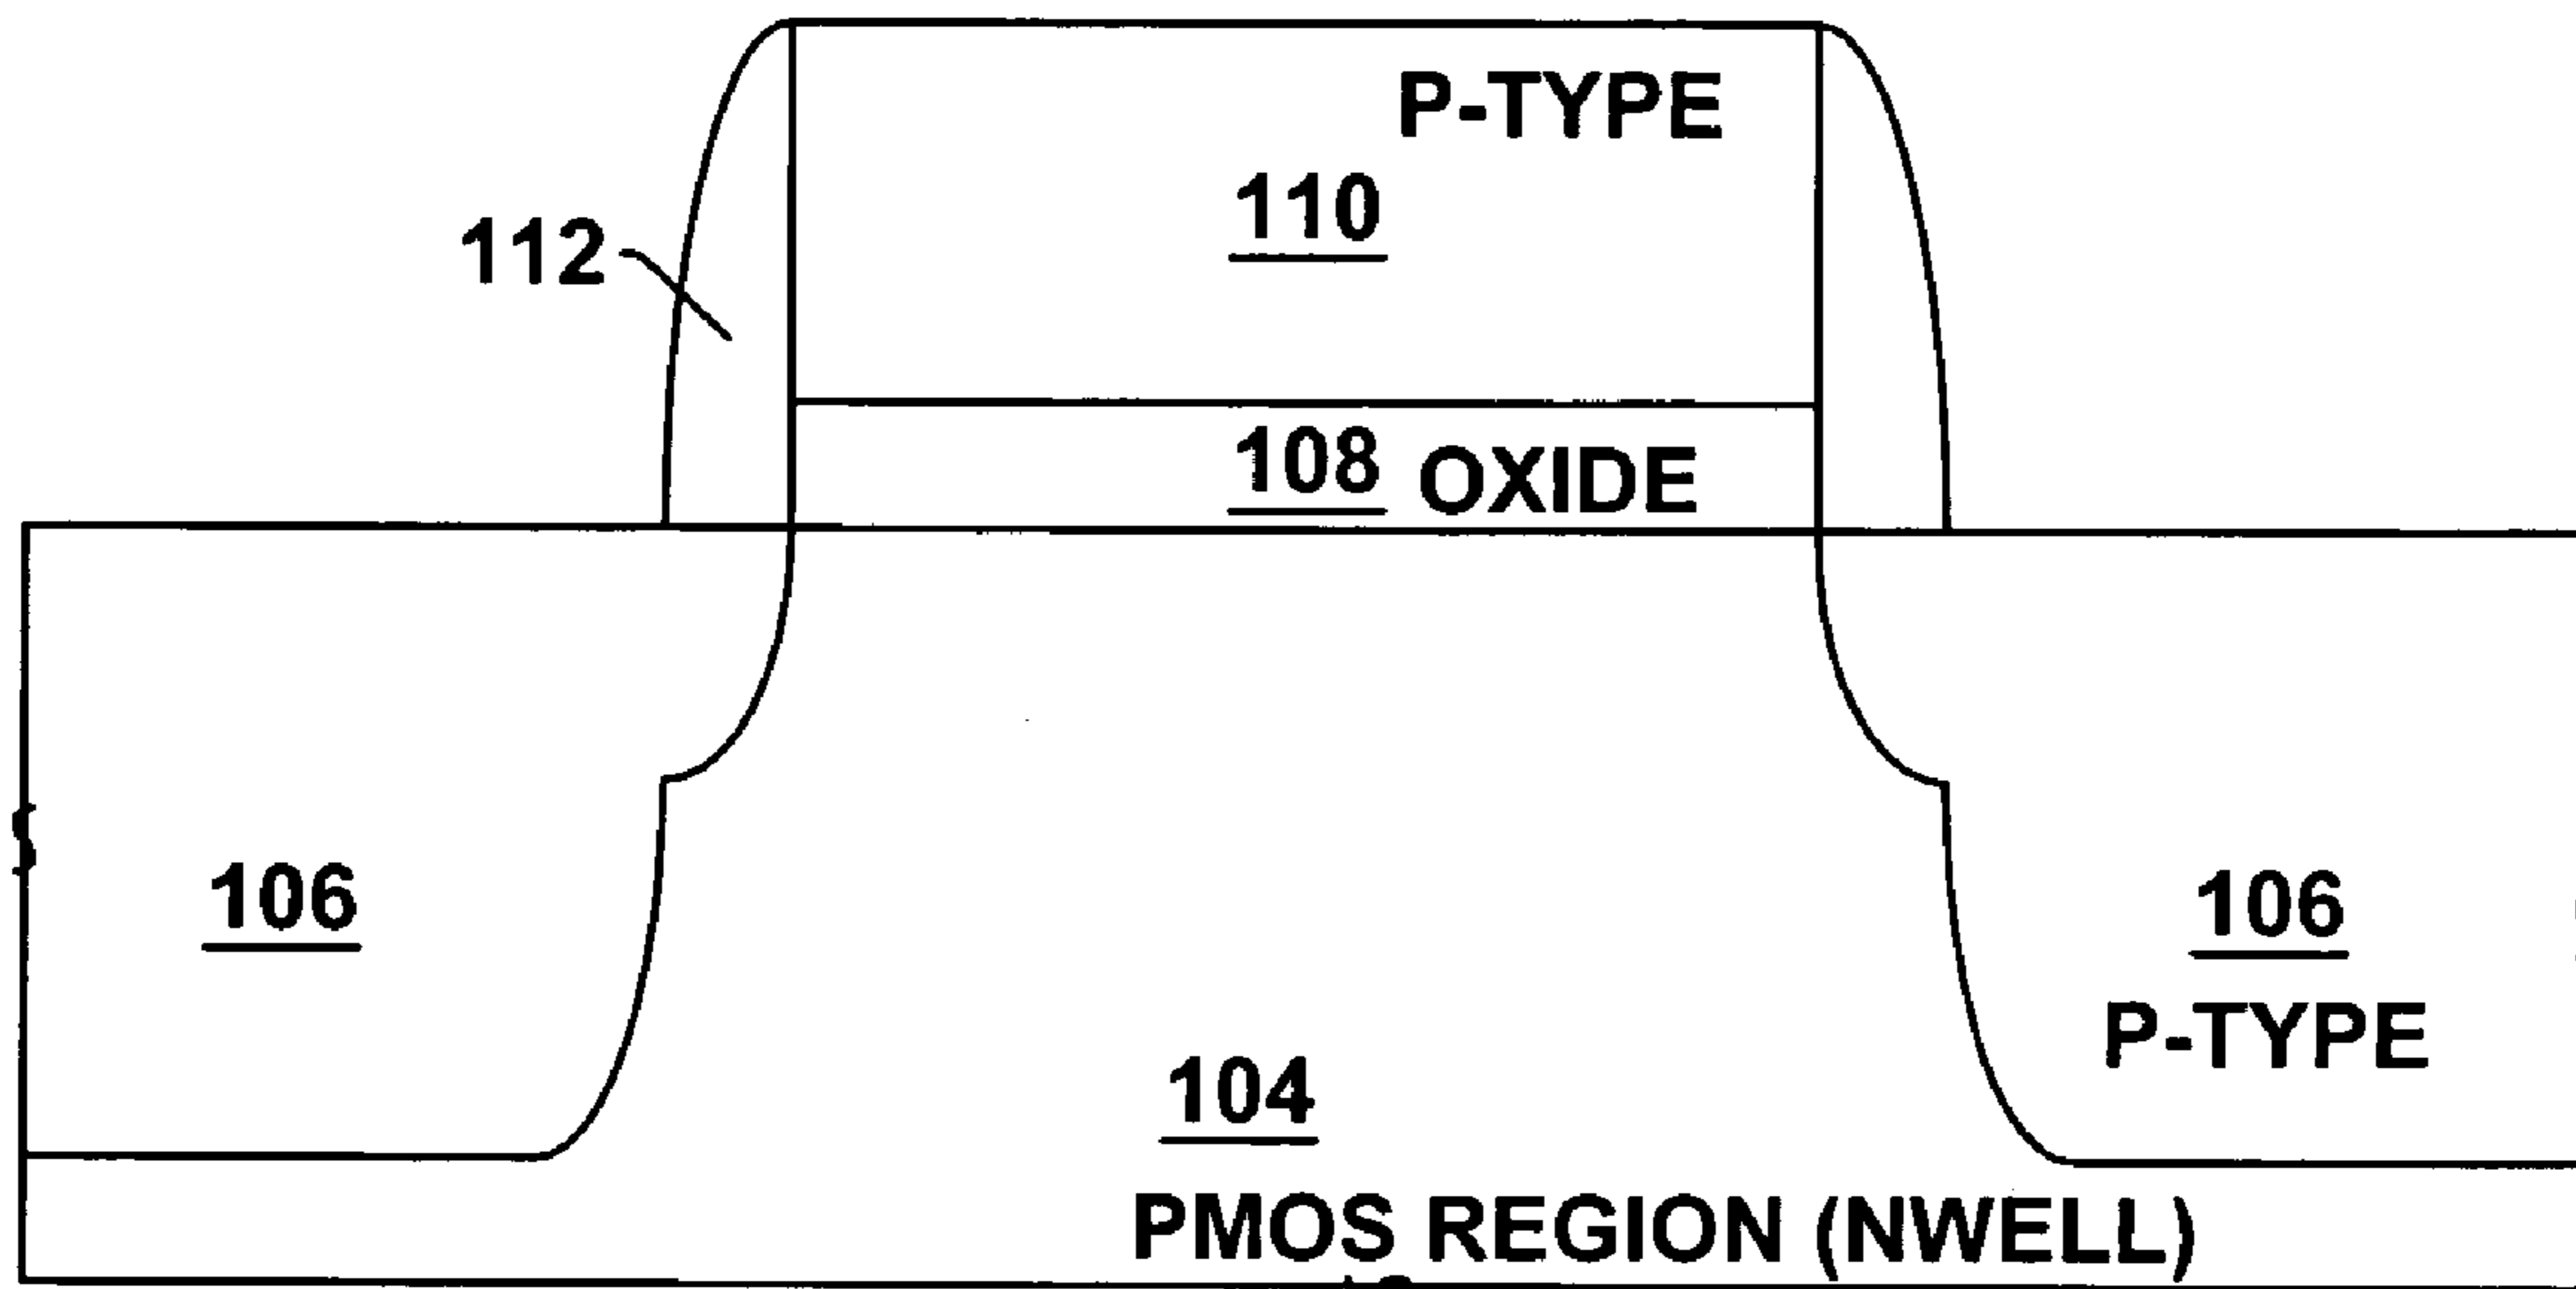 P-TYPE
110
112
108 OXIDE
106
106
P-TYPE
104
PMOS REGION (NWELL)